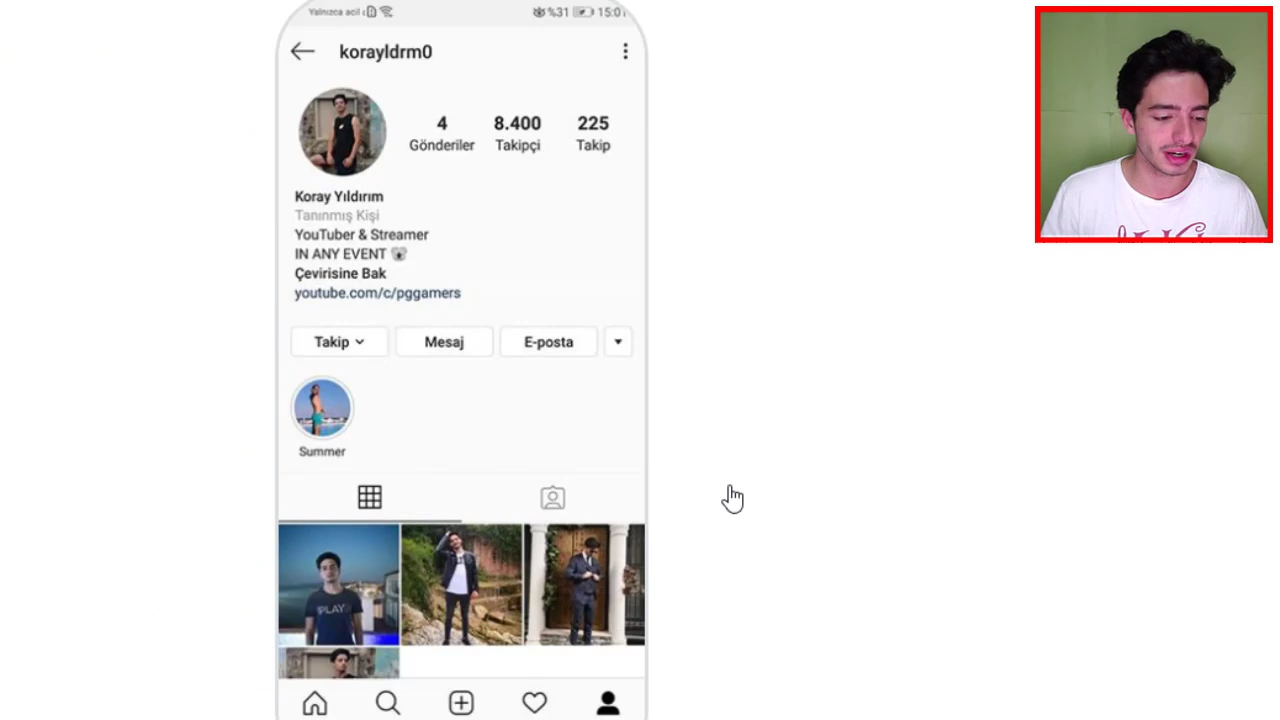 Yalnızca acil
%31
15:01
korayldrm0
4 8.400 225
Gönderiler Takipçi Takip
Koray Yıldırım
Tanınmış Kişi
YouTuber & Streamer
IN ANY EVENT 🐨
Çevirisine Bak
youtube.com/c/pggamers
Takip Mesaj E-posta
Summer
PLAY